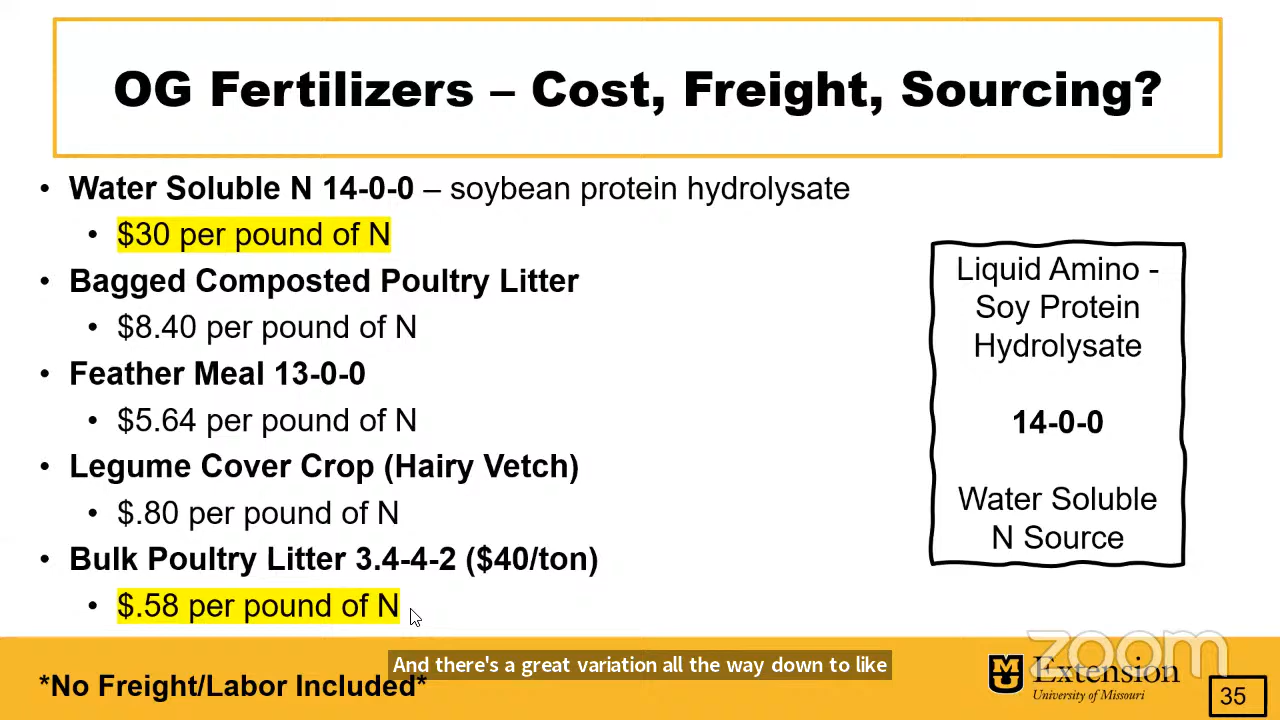 OG Fertilizers – Cost, Freight, Sourcing?
• Water Soluble N 14-0-0 – soybean protein hydrolysate
• $30 per pound of N
• Bagged Composted Poultry Litter
• $8.40 per pound of N
• Feather Meal 13-0-0
• $5.64 per pound of N
• Legume Cover Crop (Hairy Vetch)
• $.80 per pound of N
• Bulk Poultry Litter 3.4-4-2 ($40/ton)
• $.58 per pound of N
Liquid Amino -
Soy Protein
Hydrolysate
14-0-0
Water Soluble
N Source
*No Freight/Labor Included*
And there's a great variation all the way down to like
zoom
MU
Extension
University of Missouri
35